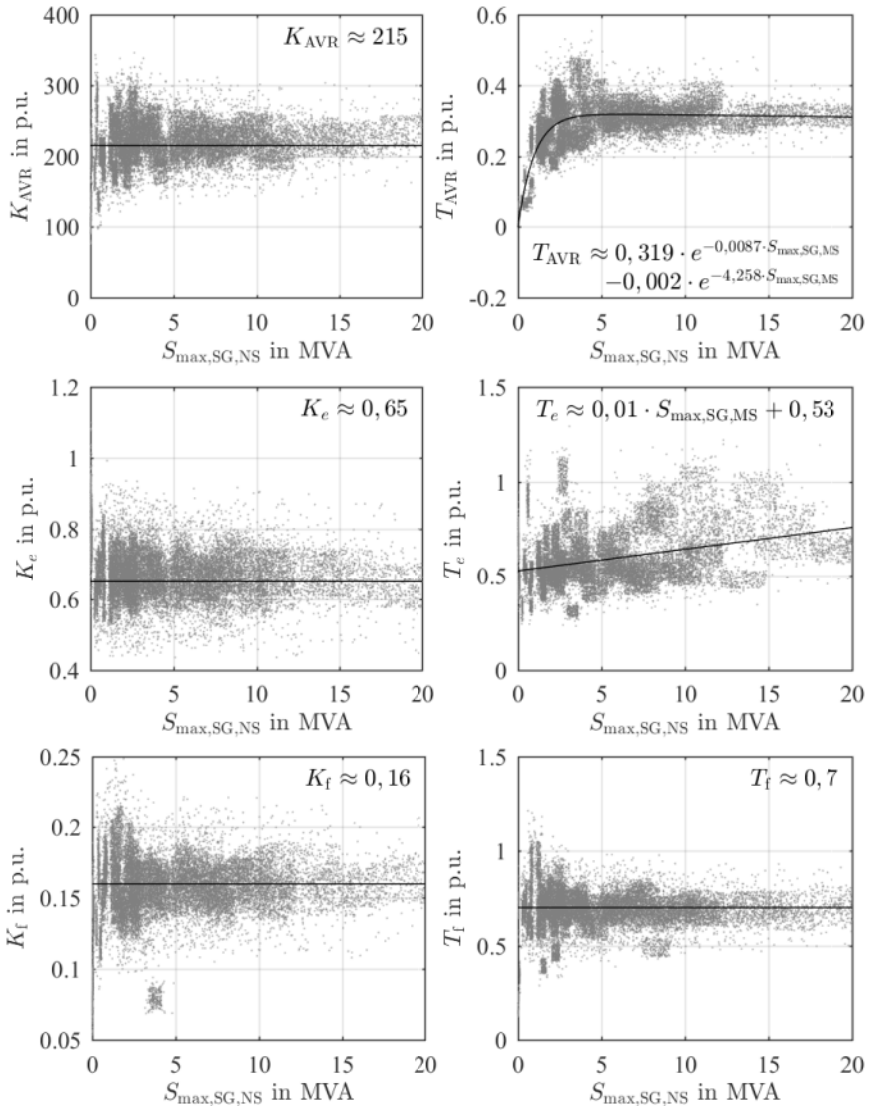 400
300
200
100
0
K_AVR in p.u.
K_AVR ≈ 215
0 5 10 15 20
S_max,SG,NS in MVA
0.6
0.4
0.2
0
-0.2
T_AVR in p.u.
T_AVR ≈ 0,319 · e^{-0,0087·S_max,SG,MS}
-0,002 · e^{-4,258·S_max,SG,MS}
0 5 10 15 20
S_max,SG,NS in MVA
1.2
1
0.8
0.6
0.4
K_e in p.u.
K_e ≈ 0,65
0 5 10 15 20
S_max,SG,NS in MVA
1.5
1
0.5
0
T_e in p.u.
T_e ≈ 0,01 · S_max,SG,MS + 0,53
0 5 10 15 20
S_max,SG,NS in MVA
0.25
0.2
0.15
0.1
0.05
K_f in p.u.
K_f ≈ 0,16
0 5 10 15 20
S_max,SG,NS in MVA
1.5
1
0.5
0
T_f in p.u.
T_f ≈ 0,7
0 5 10 15 20
S_max,SG,NS in MVA